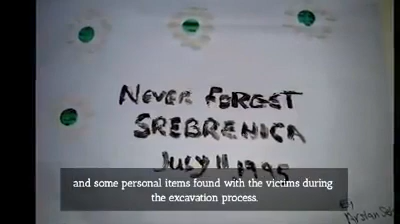 NEVER FORGET
SREBRENICA
JULY 11, 1995
and some personal items found with the victims during
the excavation process.